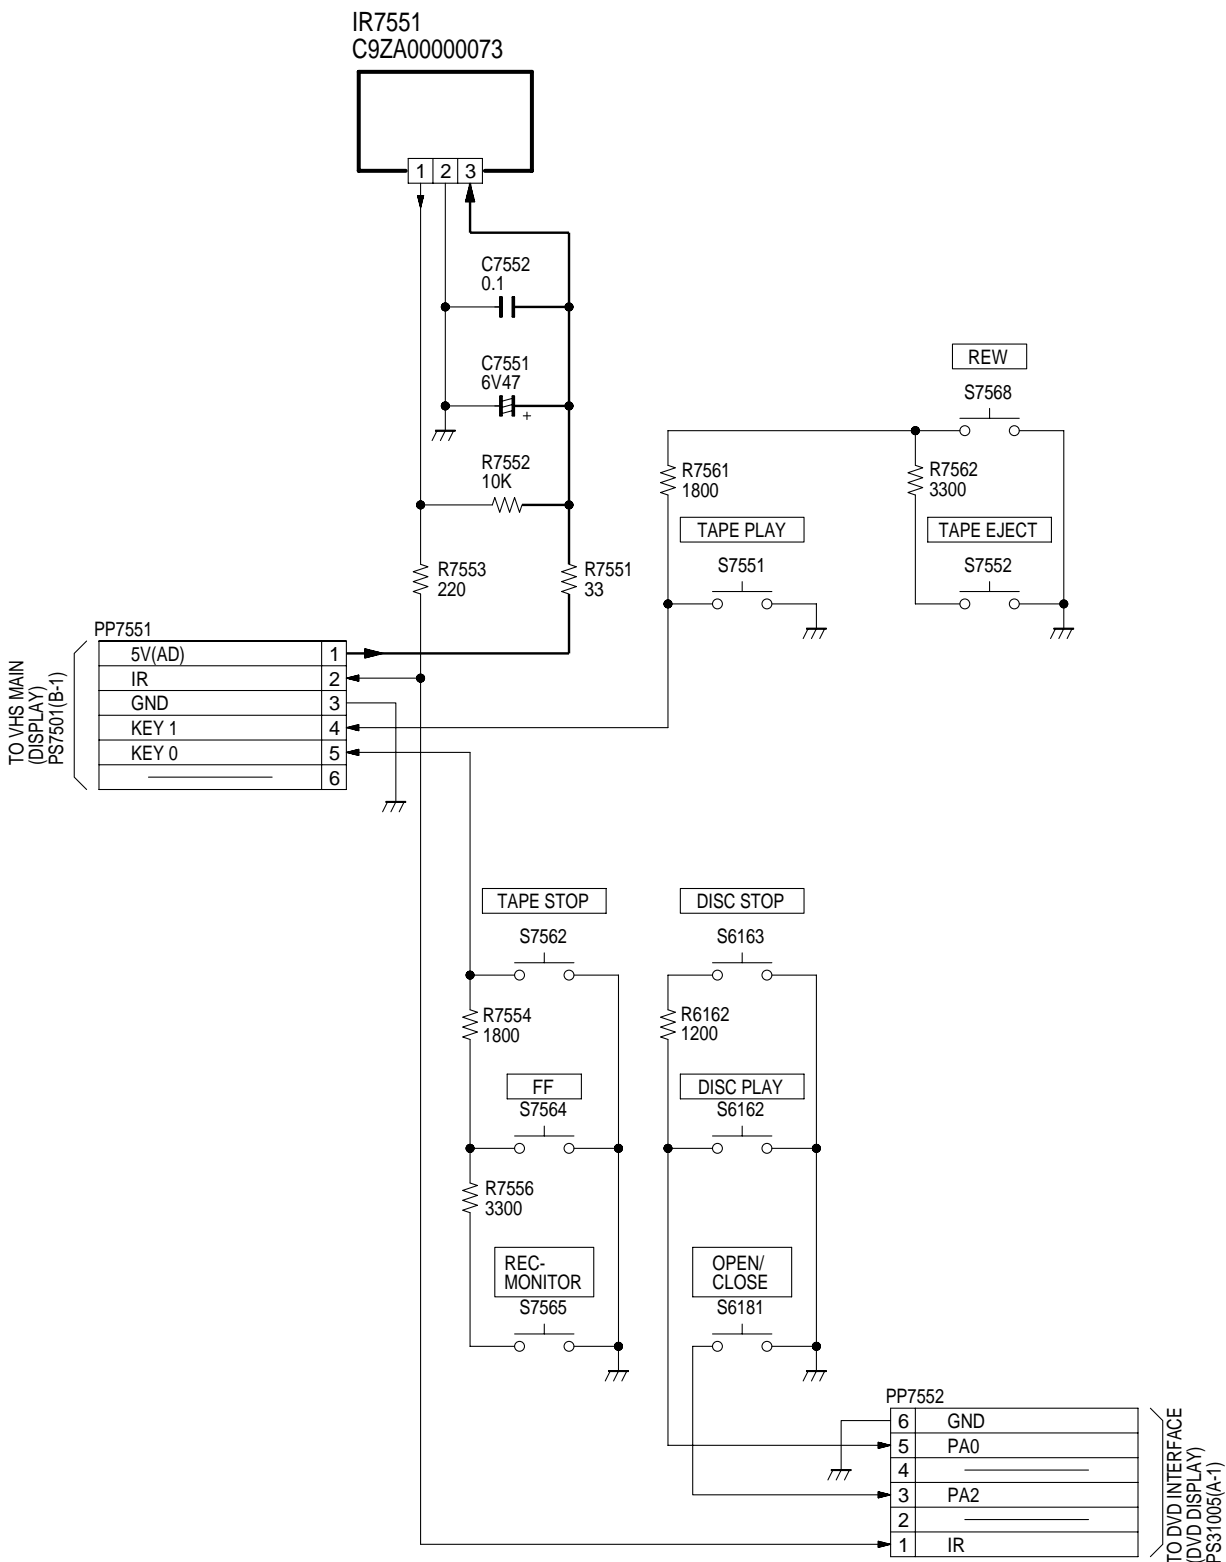 IR7551
C9ZA00000073
1 2 3
C7552
0.1
C7551
6V47
+
R7552
10K
R7553
220
R7551
33
REW
S7568
R7561
1800
R7562
3300
TAPE PLAY
S7551
TAPE EJECT
S7552
PP7551
5V(AD) 1
IR 2
GND 3
KEY 1 4
KEY 0 5
6
TO VHS MAIN
(DISPLAY)
PS7501(B-1)
TAPE STOP
S7562
DISC STOP
S6163
R7554
1800
R6162
1200
FF
S7564
DISC PLAY
S6162
R7556
3300
REC-
MONITOR
S7565
OPEN/
CLOSE
S6181
PP7552
6 GND
5 PA0
4
3 PA2
2
1 IR
TO DVD INTERFACE
(DVD DISPLAY)
PS31005(A-1)